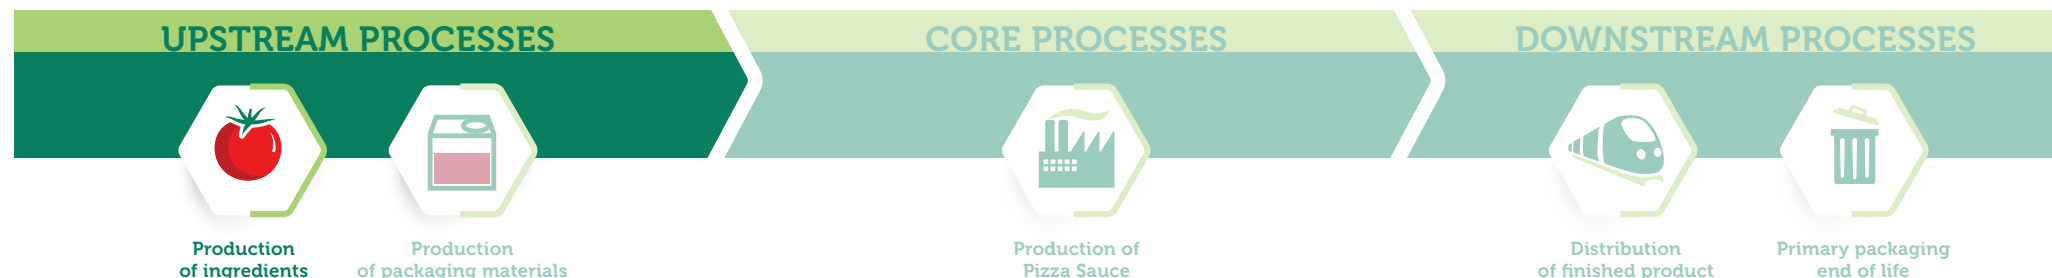 UPSTREAM PROCESSES
CORE PROCESSES
DOWNSTREAM PROCESSES
Production
of ingredients
Production
of packaging materials
Production of
Pizza Sauce
Distribution
of finished product
Primary packaging
end of life